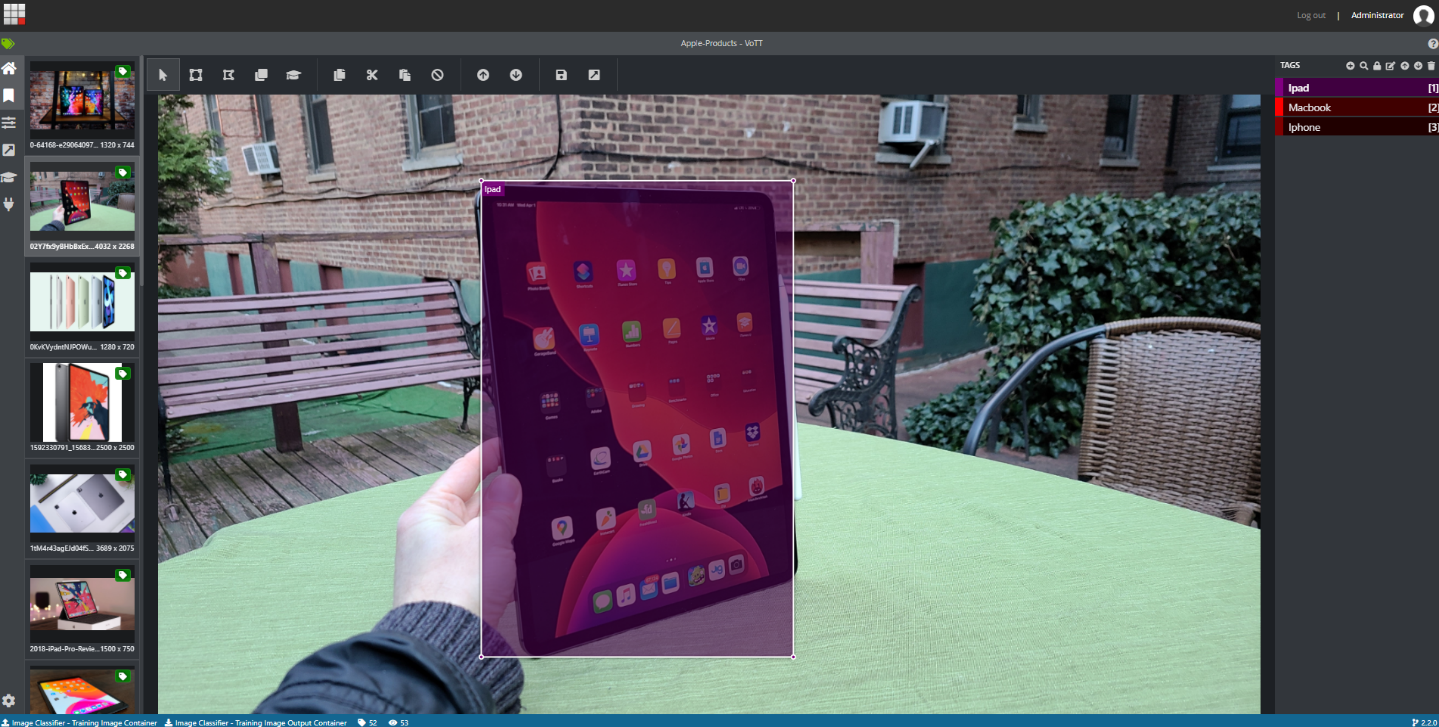 Log out | Administrator
Apple-Products - VoTT
TAGS
Ipad [1]
Macbook [2]
Iphone [3]
0-64168-e29064097... 1320 x 744
02Y7fx9yBHbBxEx...4032 x 2268
0KvKVydntNJPOWu... 1280 x 720
1592330791_15683...2500 x 2500
1tM4r43agEJd04fS... 3689 x 2075
2018-iPad-Pro-Revie...1500 x 750
Ipad
Image Classifier - Training Image Container Image Classifier - Training Image Output Container 52 53 2.2.0